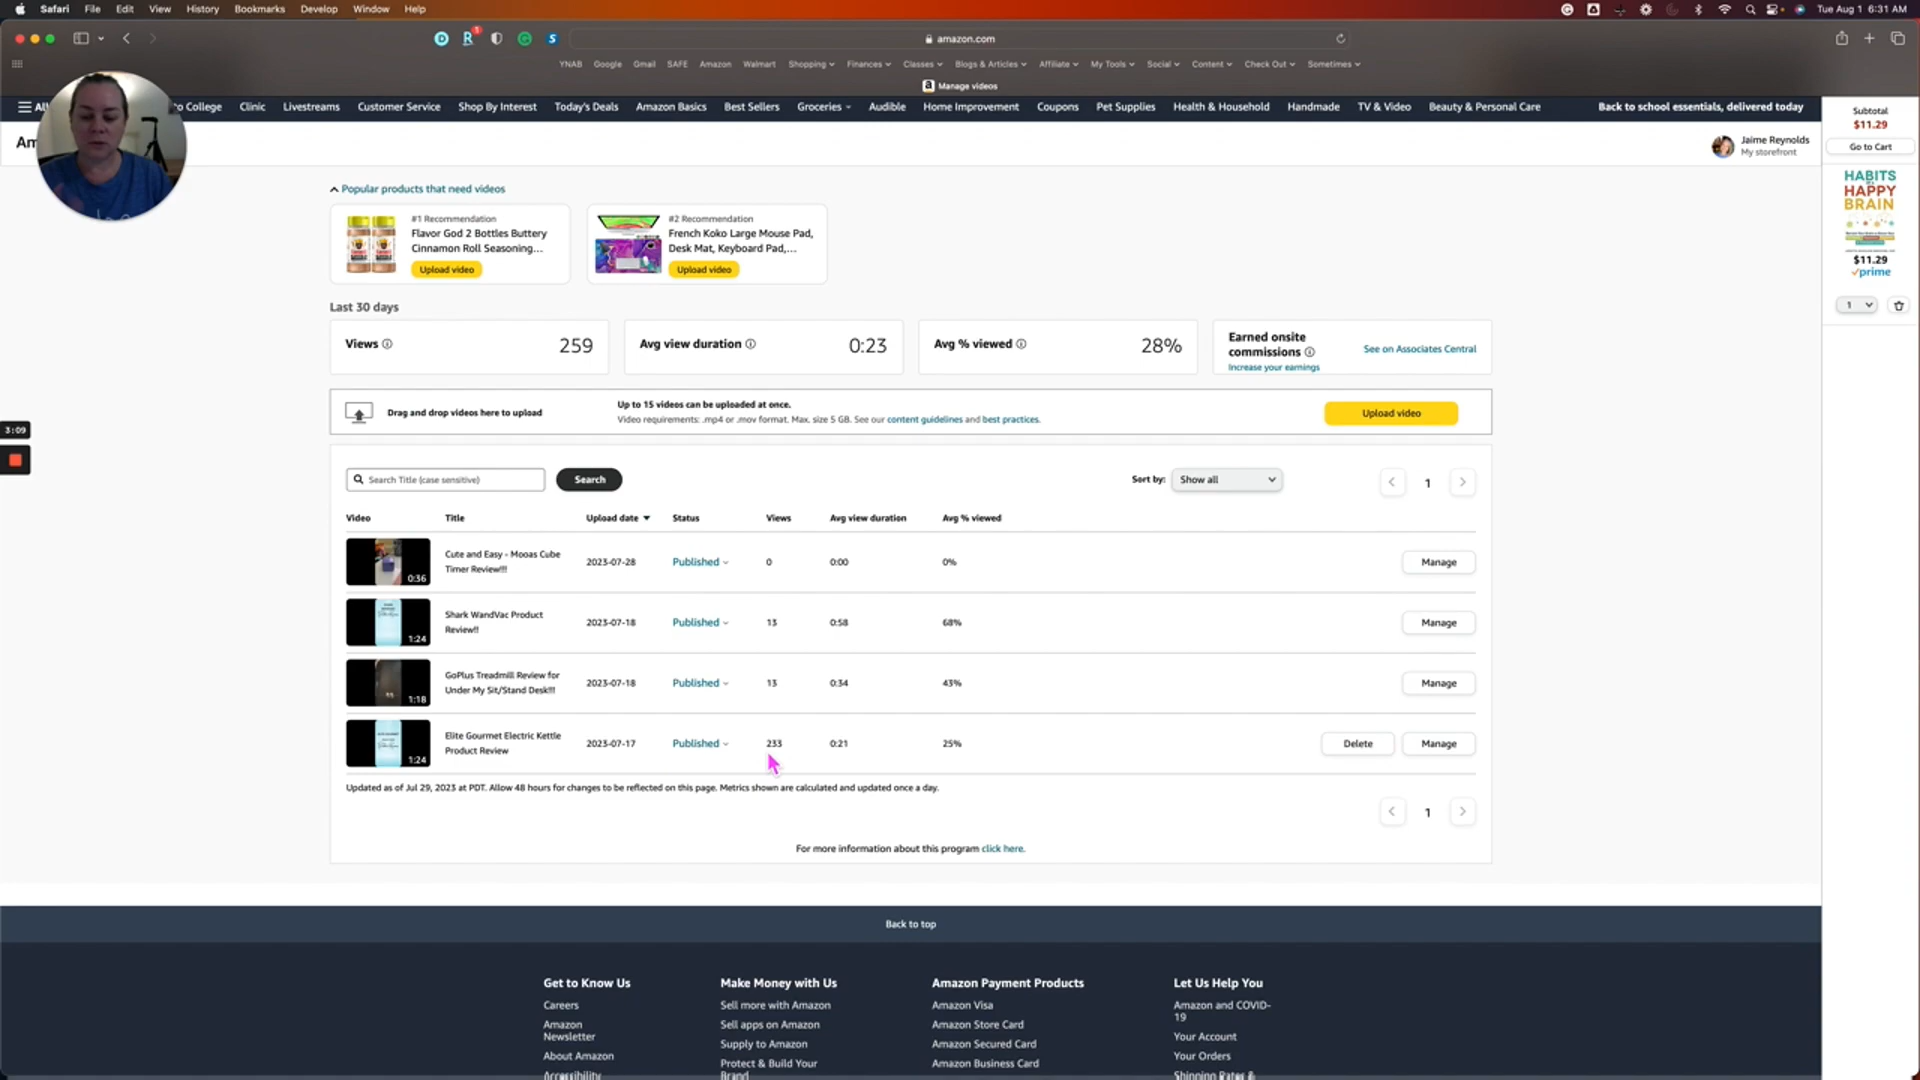 Safari File Edit View History Bookmarks Develop Window Help
Tue Aug 1 6:31 AM
amazon.com
YNAB Google Gmail SAFE Amazon Walmart Shopping Finances Classes Blogs & Articles Affiliate My Tools Social Content Check Out Sometimes
Manage videos
All to College Clinic Livestreams Customer Service Shop By Interest Today's Deals Amazon Basics Best Sellers Groceries Audible Home Improvement Coupons Pet Supplies Health & Household Handmade TV & Video Beauty & Personal Care Back to school essentials, delivered today
Subtotal
$11.29
Go to Cart
Am
Jaime Reynolds
My storefront
HABITS
HAPPY
BRAIN
$11.29
prime
1
Popular products that need videos
#1 Recommendation
Flavor God 2 Bottles Buttery
Cinnamon Roll Seasoning...
Upload video
#2 Recommendation
French Koko Large Mouse Pad,
Desk Mat, Keyboard Pad,...
Upload video
Last 30 days
Views 259
Avg view duration 0:23
Avg % viewed 28%
Earned onsite
commissions
Increase your earnings
See on Associates Central
Drag and drop videos here to upload
Up to 15 videos can be uploaded at once.
Video requirements: .mp4 or .mov format. Max. size 5 GB. See our content guidelines and best practices.
Upload video
3:09
Search Title (case sensitive)
Search
Sort by: Show all
1
Video Title Upload date Status Views Avg view duration Avg % viewed
0:36
Cute and Easy - Mooas Cube
Timer Review!!!
2023-07-28 Published 0 0:00 0% Manage
1:24
Shark WandVac Product
Review!!
2023-07-18 Published 13 0:58 68% Manage
1:18
GoPlus Treadmill Review for
Under My Sit/Stand Desk!!!
2023-07-18 Published 13 0:34 43% Manage
1:24
Elite Gourmet Electric Kettle
Product Review
2023-07-17 Published 233 0:21 25% Delete Manage
Updated as of Jul 29, 2023 at PDT. Allow 48 hours for changes to be reflected on this page. Metrics shown are calculated and updated once a day.
1
For more information about this program click here.
Back to top
Get to Know Us
Careers
Amazon
Newsletter
About Amazon
Accessibility
Make Money with Us
Sell more with Amazon
Sell apps on Amazon
Supply to Amazon
Protect & Build Your
Brand
Amazon Payment Products
Amazon Visa
Amazon Store Card
Amazon Secured Card
Amazon Business Card
Let Us Help You
Amazon and COVID-
19
Your Account
Your Orders
Shipping Rates &